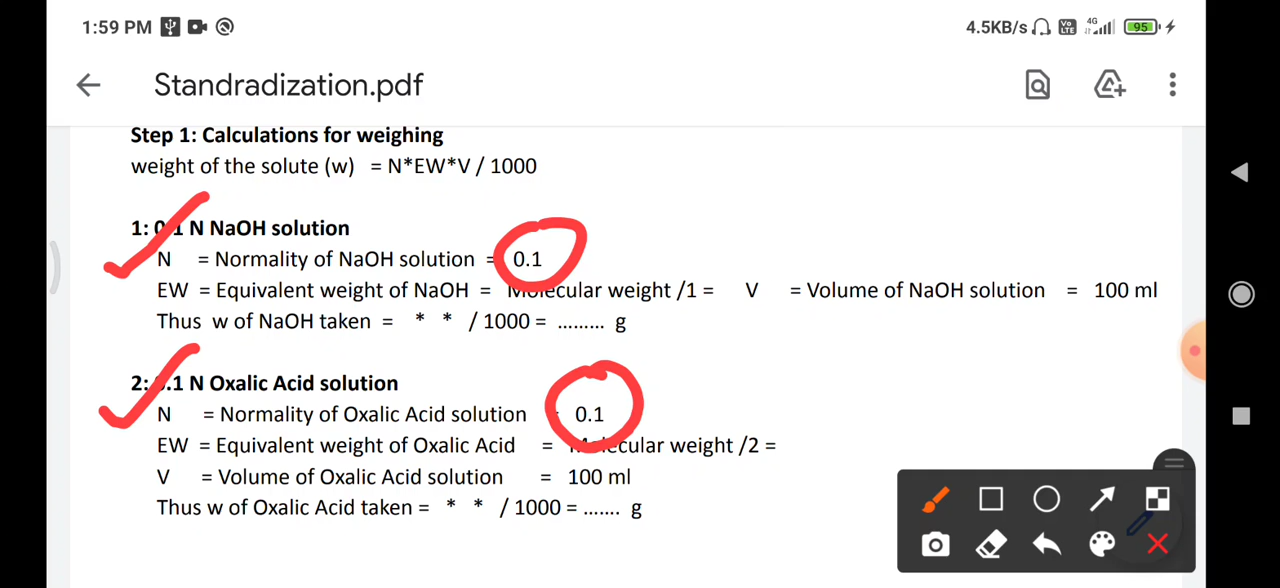 1:59 PM 4.5KB/s Vo LTE 4G 95
Standradization.pdf
Step 1: Calculations for weighing
weight of the solute (w) = N*EW*V / 1000
1: 0.1 N NaOH solution
N = Normality of NaOH solution = 0.1
EW = Equivalent weight of NaOH = Molecular weight /1 = V = Volume of NaOH solution = 100 ml
Thus w of NaOH taken = * * / 1000 = ......... g
2: 0.1 N Oxalic Acid solution
N = Normality of Oxalic Acid solution = 0.1
EW = Equivalent weight of Oxalic Acid = Molecular weight /2 =
V = Volume of Oxalic Acid solution = 100 ml
Thus w of Oxalic Acid taken = * * / 1000 = ....... g